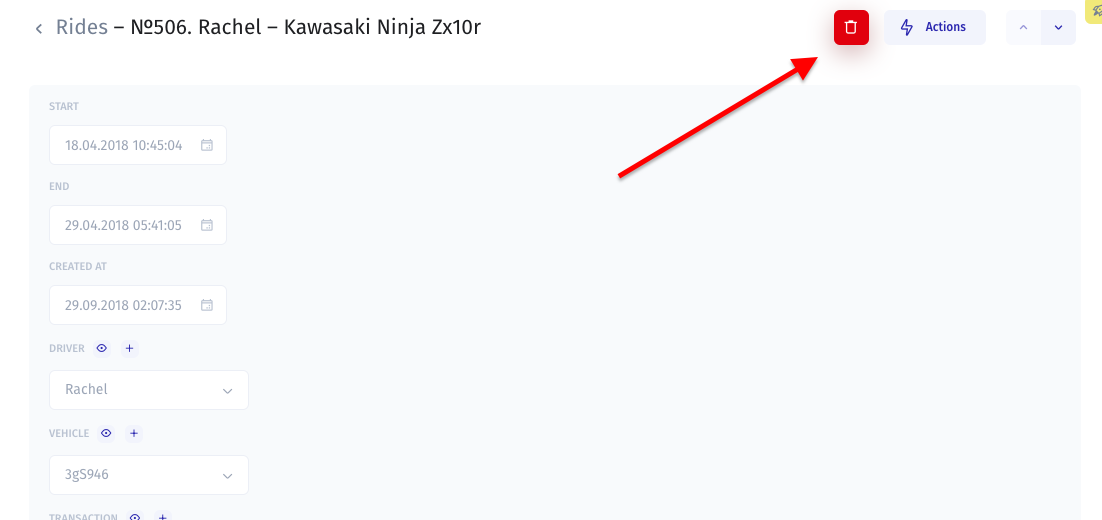 Rides – №506. Rachel – Kawasaki Ninja Zx10r
Actions
START
18.04.2018 10:45:04
END
29.04.2018 05:41:05
CREATED AT
29.09.2018 02:07:35
DRIVER
Rachel
VEHICLE
3gS946
TRANSACTION